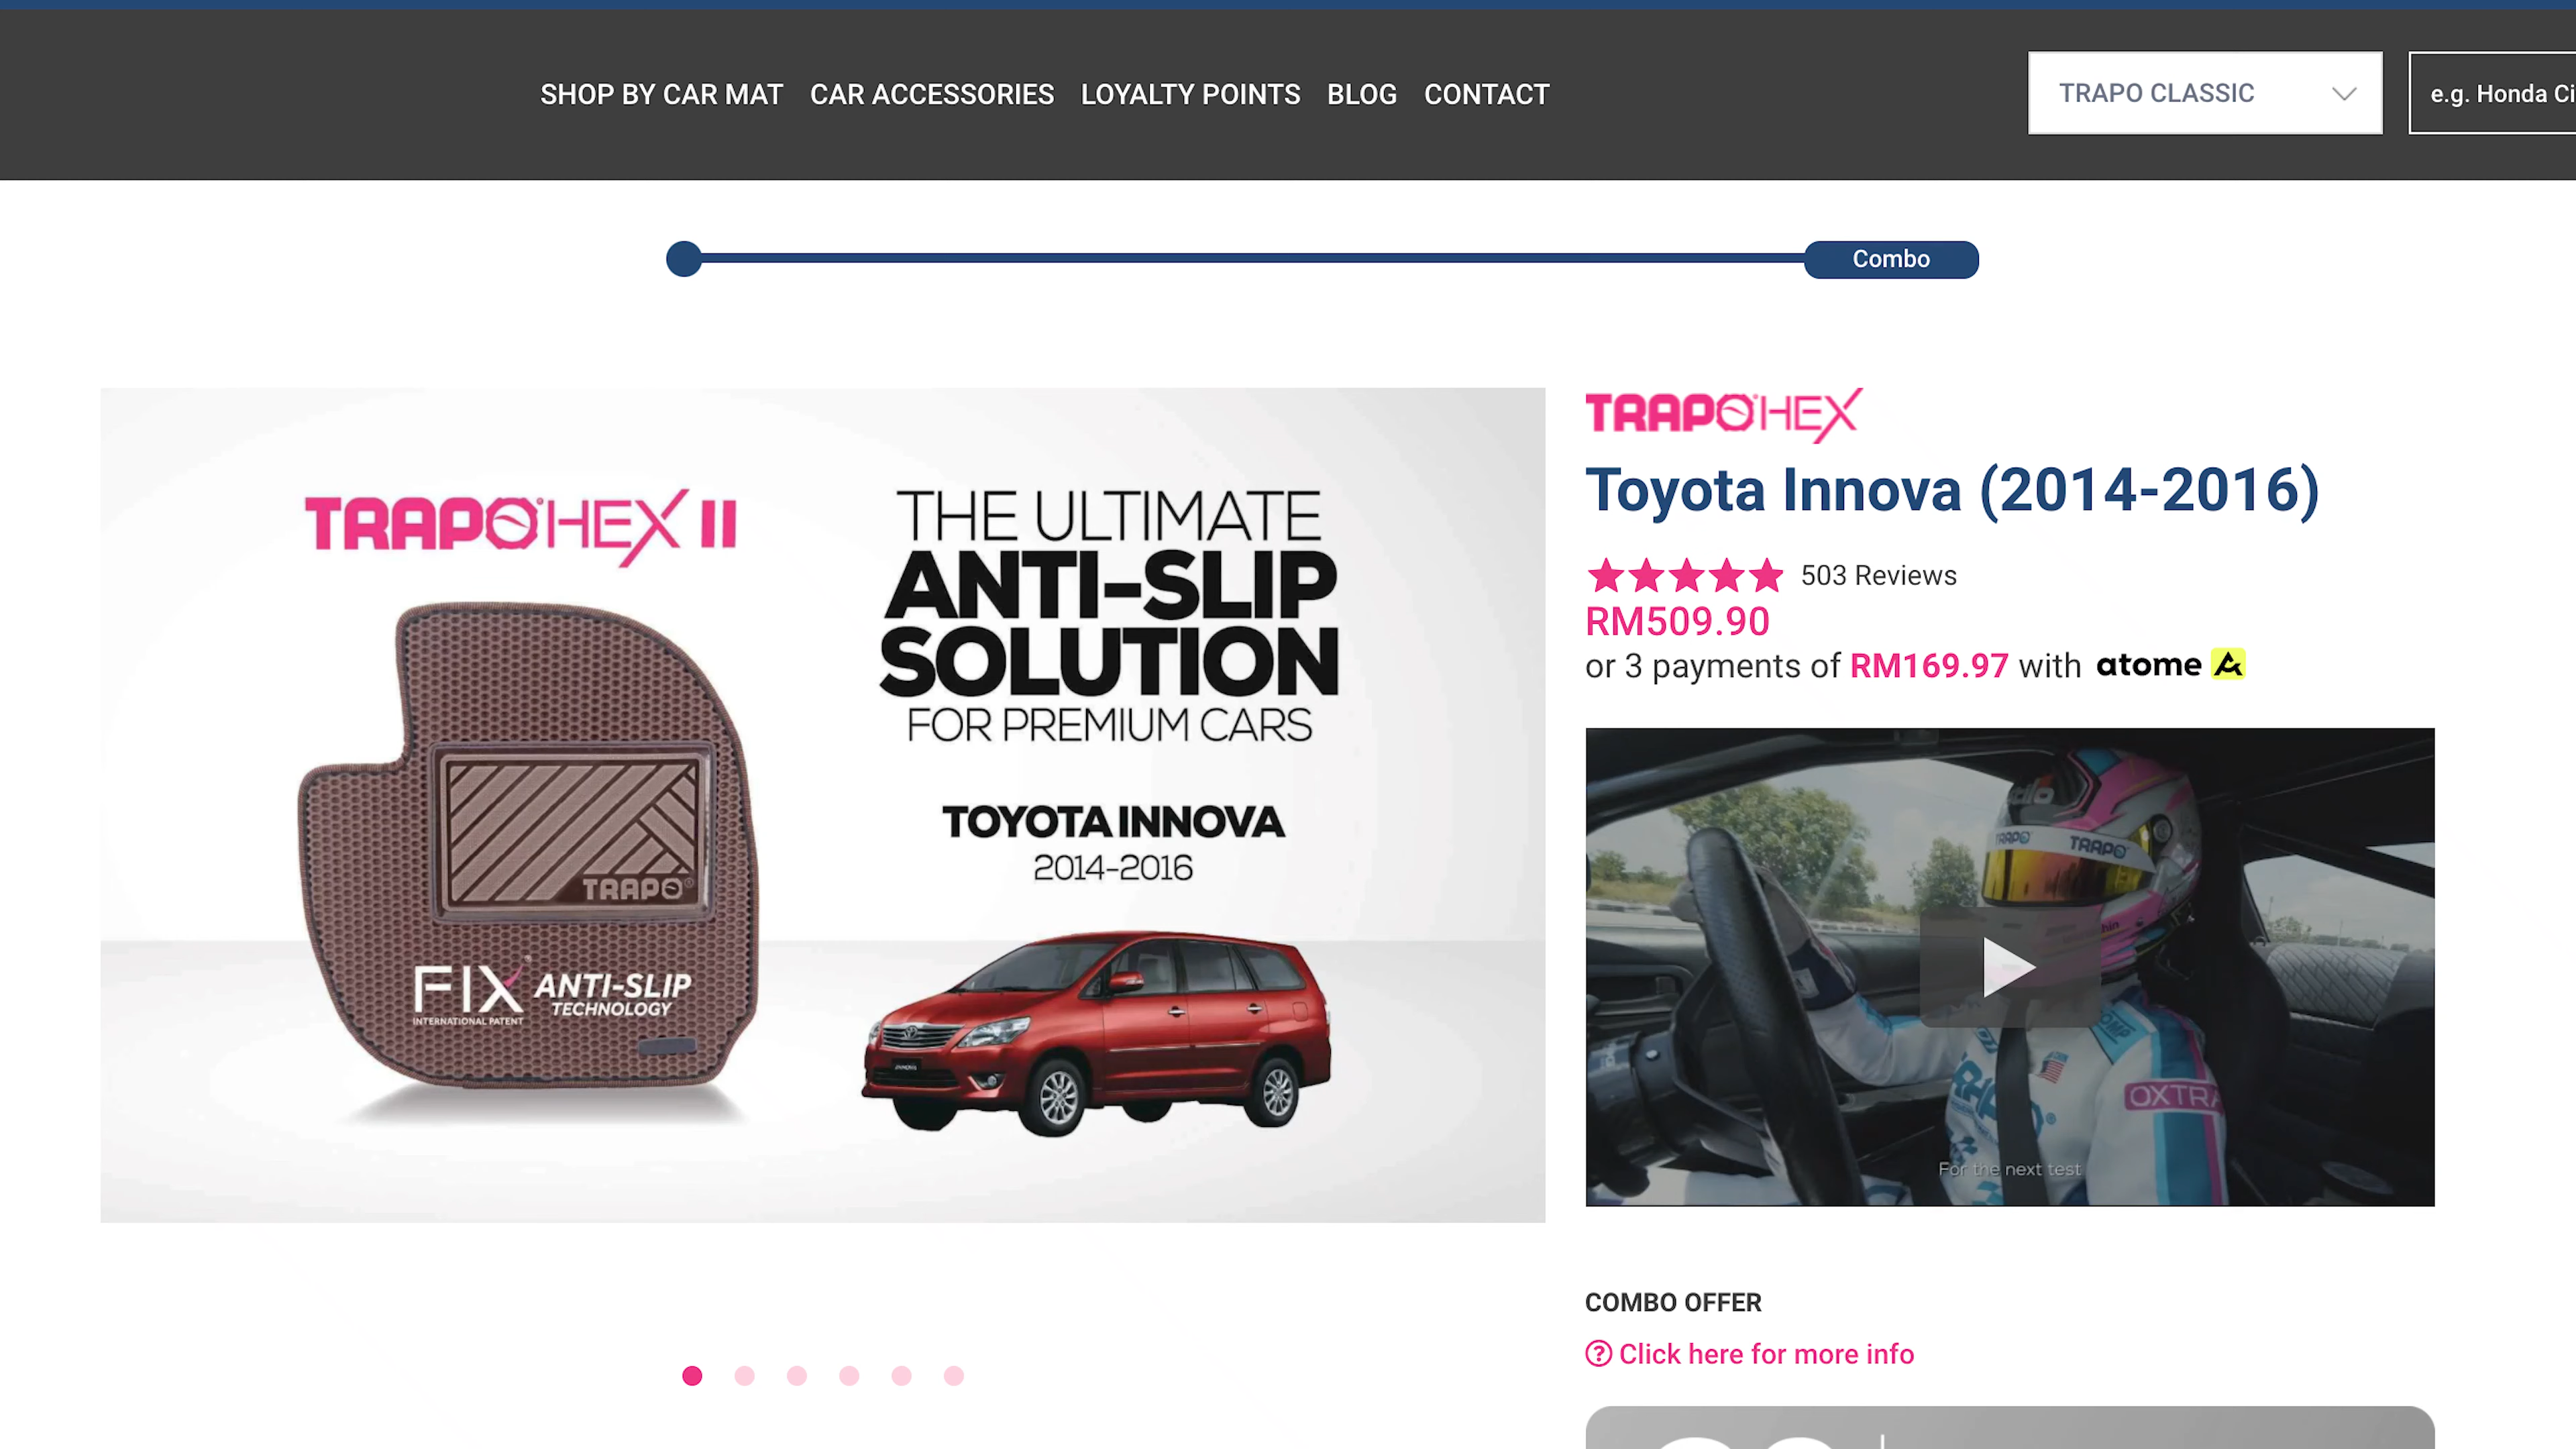 SHOP BY CAR MAT CAR ACCESSORIES LOYALTY POINTS BLOG CONTACT
TRAPO CLASSIC
e.g. Honda Ci
Combo
TRAPO HEX II
THE ULTIMATE
ANTI-SLIP
SOLUTION
FOR PREMIUM CARS
TOYOTA INNOVA
2014-2016
TRAPO
FIX ANTI-SLIP
TECHNOLOGY
INTERNATIONAL PATENT
INNOVA
TRAPO HEX
Toyota Innova (2014-2016)
503 Reviews
RM509.90
or 3 payments of RM169.97 with atome
TRAPO
TRAPO
TRAPO
OXTR
For the next test
COMBO OFFER
Click here for more info